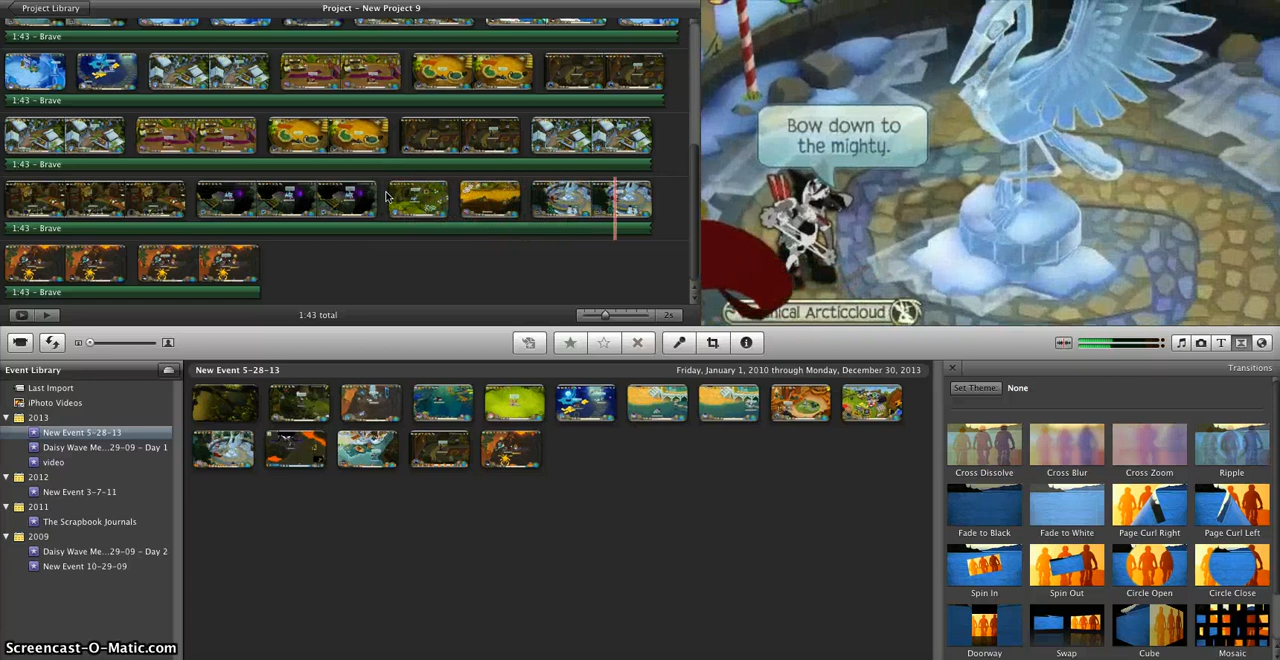 Project Library
Project - New Project 9
1:43 - Brave
1:43 - Brave
1:43 - Brave
1:43 - Brave
1:43 - Brave
1:43 total
2s
Bow down to
the mighty.
Arcticcloud
Event Library
Last Import
iPhoto Videos
2013
New Event 5-28-13
Daisy Wave Me...29-09 - Day 1
video
2012
New Event 3-7-11
2011
The Scrapbook Journals
2009
Daisy Wave Me...29-09 - Day 2
New Event 10-29-09
New Event 5-28-13
Friday, January 1, 2010 through Monday, December 30, 2013
Transitions
Set Theme: None
Cross Dissolve
Cross Blur
Cross Zoom
Ripple
Fade to Black
Fade to White
Page Curl Right
Page Curl Left
Spin In
Spin Out
Circle Open
Circle Close
Doorway
Swap
Cube
Mosaic
Screencast-O-Matic.com